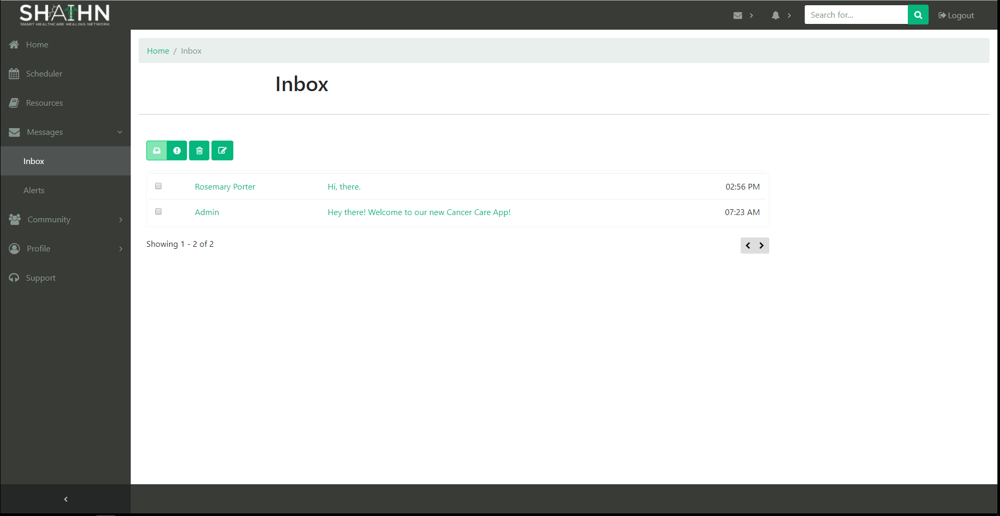 SHAIHN
SMART HEALTHCARE HEALING NETWORK
Search for...
Logout
Home
Scheduler
Resources
Messages
Inbox
Alerts
Community
Profile
Support
Home / Inbox
Inbox
Rosemary Porter Hi, there. 02:56 PM
Admin Hey there! Welcome to our new Cancer Care App! 07:23 AM
Showing 1 - 2 of 2